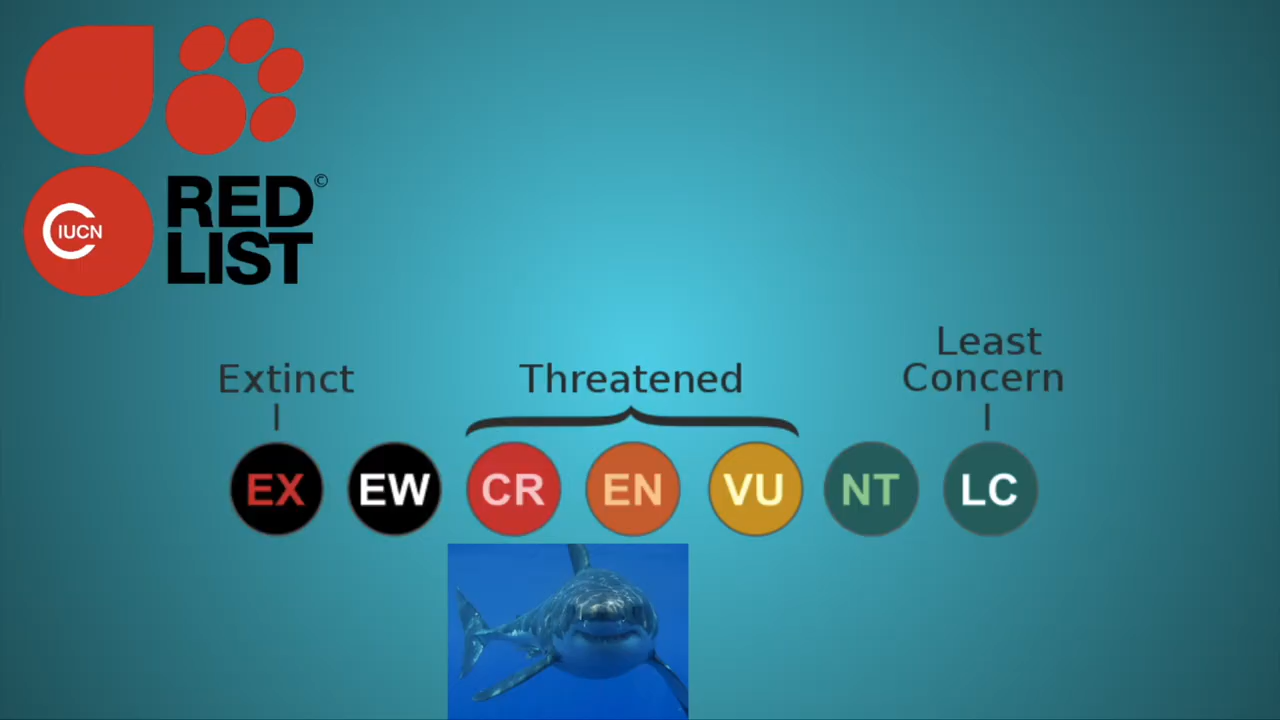 RED©
LIST
IUCN
Extinct
Threatened
Least
Concern
EX EW CR EN VU NT LC